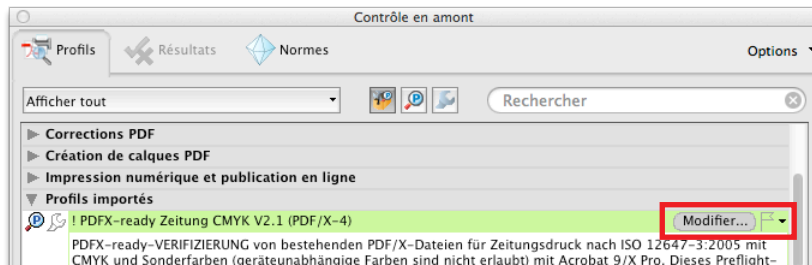 Contrôle en amont
Profils Résultats Normes Options
Afficher tout Rechercher
Corrections PDF
Création de calques PDF
Impression numérique et publication en ligne
Profils importés
! PDFX-ready Zeitung CMYK V2.1 (PDF/X-4) Modifier...
PDFX-ready-VERIFIZIERUNG von bestehenden PDF/X-Dateien für Zeitungsdruck nach ISO 12647-3:2005 mit
CMYK und Sonderfarben (geräteunabhängige Farben sind nicht erlaubt) mit Acrobat 9/X Pro. Dieses Preflight-